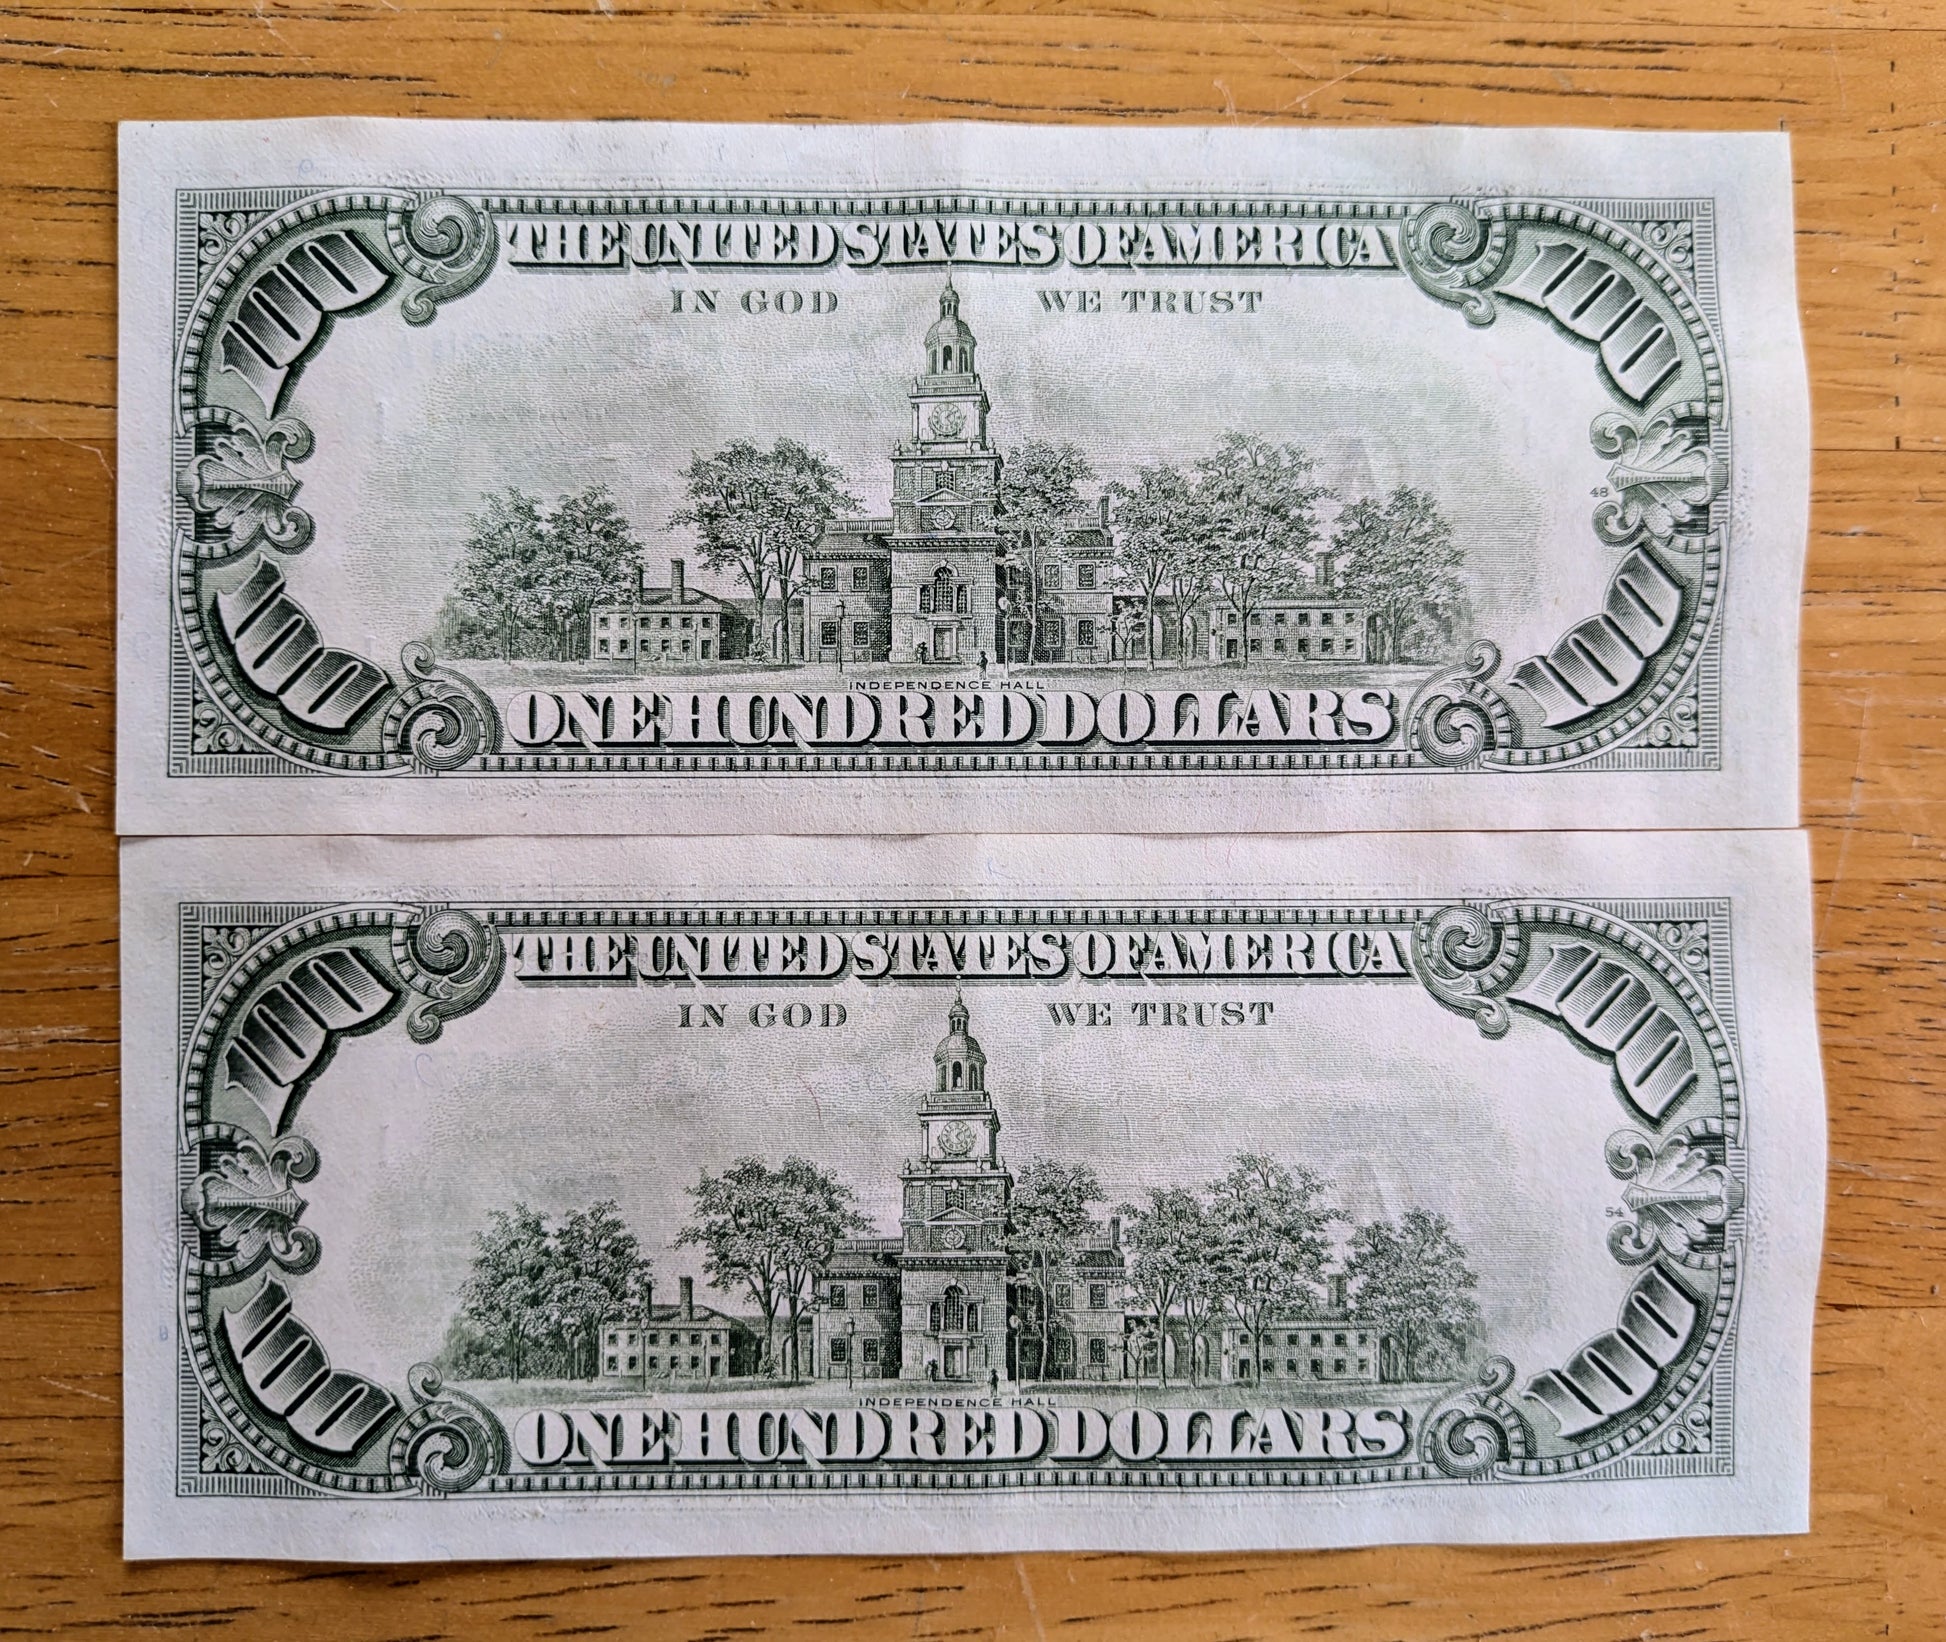 THE UNITED STATES OF AMERICA
100 100
IN GOD WE TRUST
48
100 100
INDEPENDENCE HALL
ONE HUNDRED DOLLARS
THE UNITED STATES OF AMERICA
100 100
IN GOD WE TRUST
54
100 100
INDEPENDENCE HALL
ONE HUNDRED DOLLARS